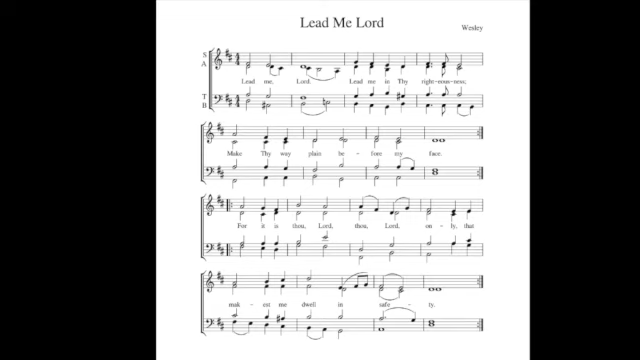 Lead Me Lord
Wesley
S
A
Lead me, Lord. Lead me in Thy right-eous-ness;
T
B
Make Thy way plain be - fore my face.
For it is thou, Lord, thou, Lord. on-ly, that
mak - est me dwell in safe - ty.